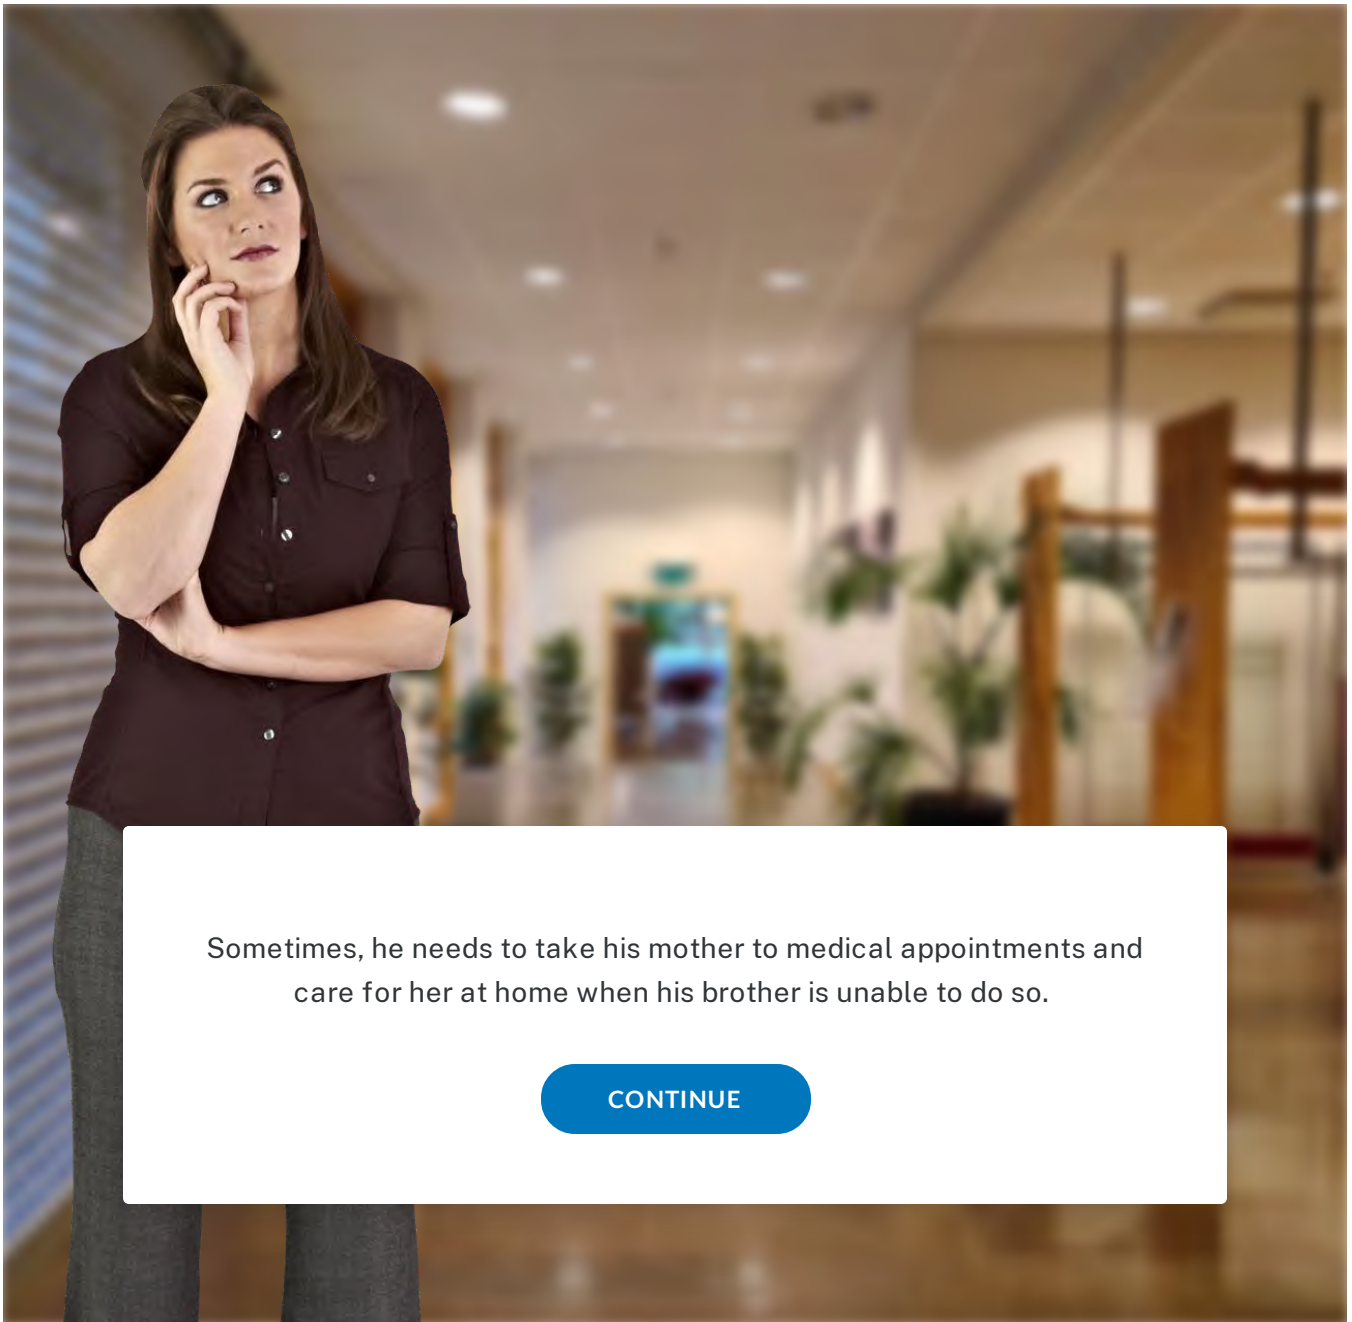 Sometimes, he needs to take his mother to medical appointments and
care for her at home when his brother is unable to do so.
CONTINUE